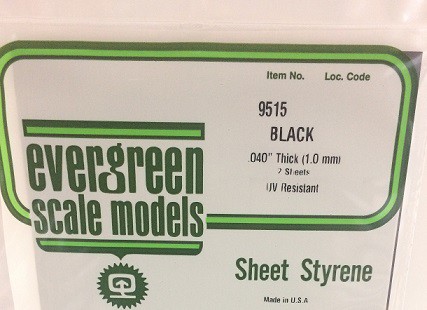 Item No. Loc. Code
9515
BLACK
.040" Thick (1.0 mm)
2 Sheets
UV Resistant
evergreen
scale models
Sheet Styrene
Made in U.S.A